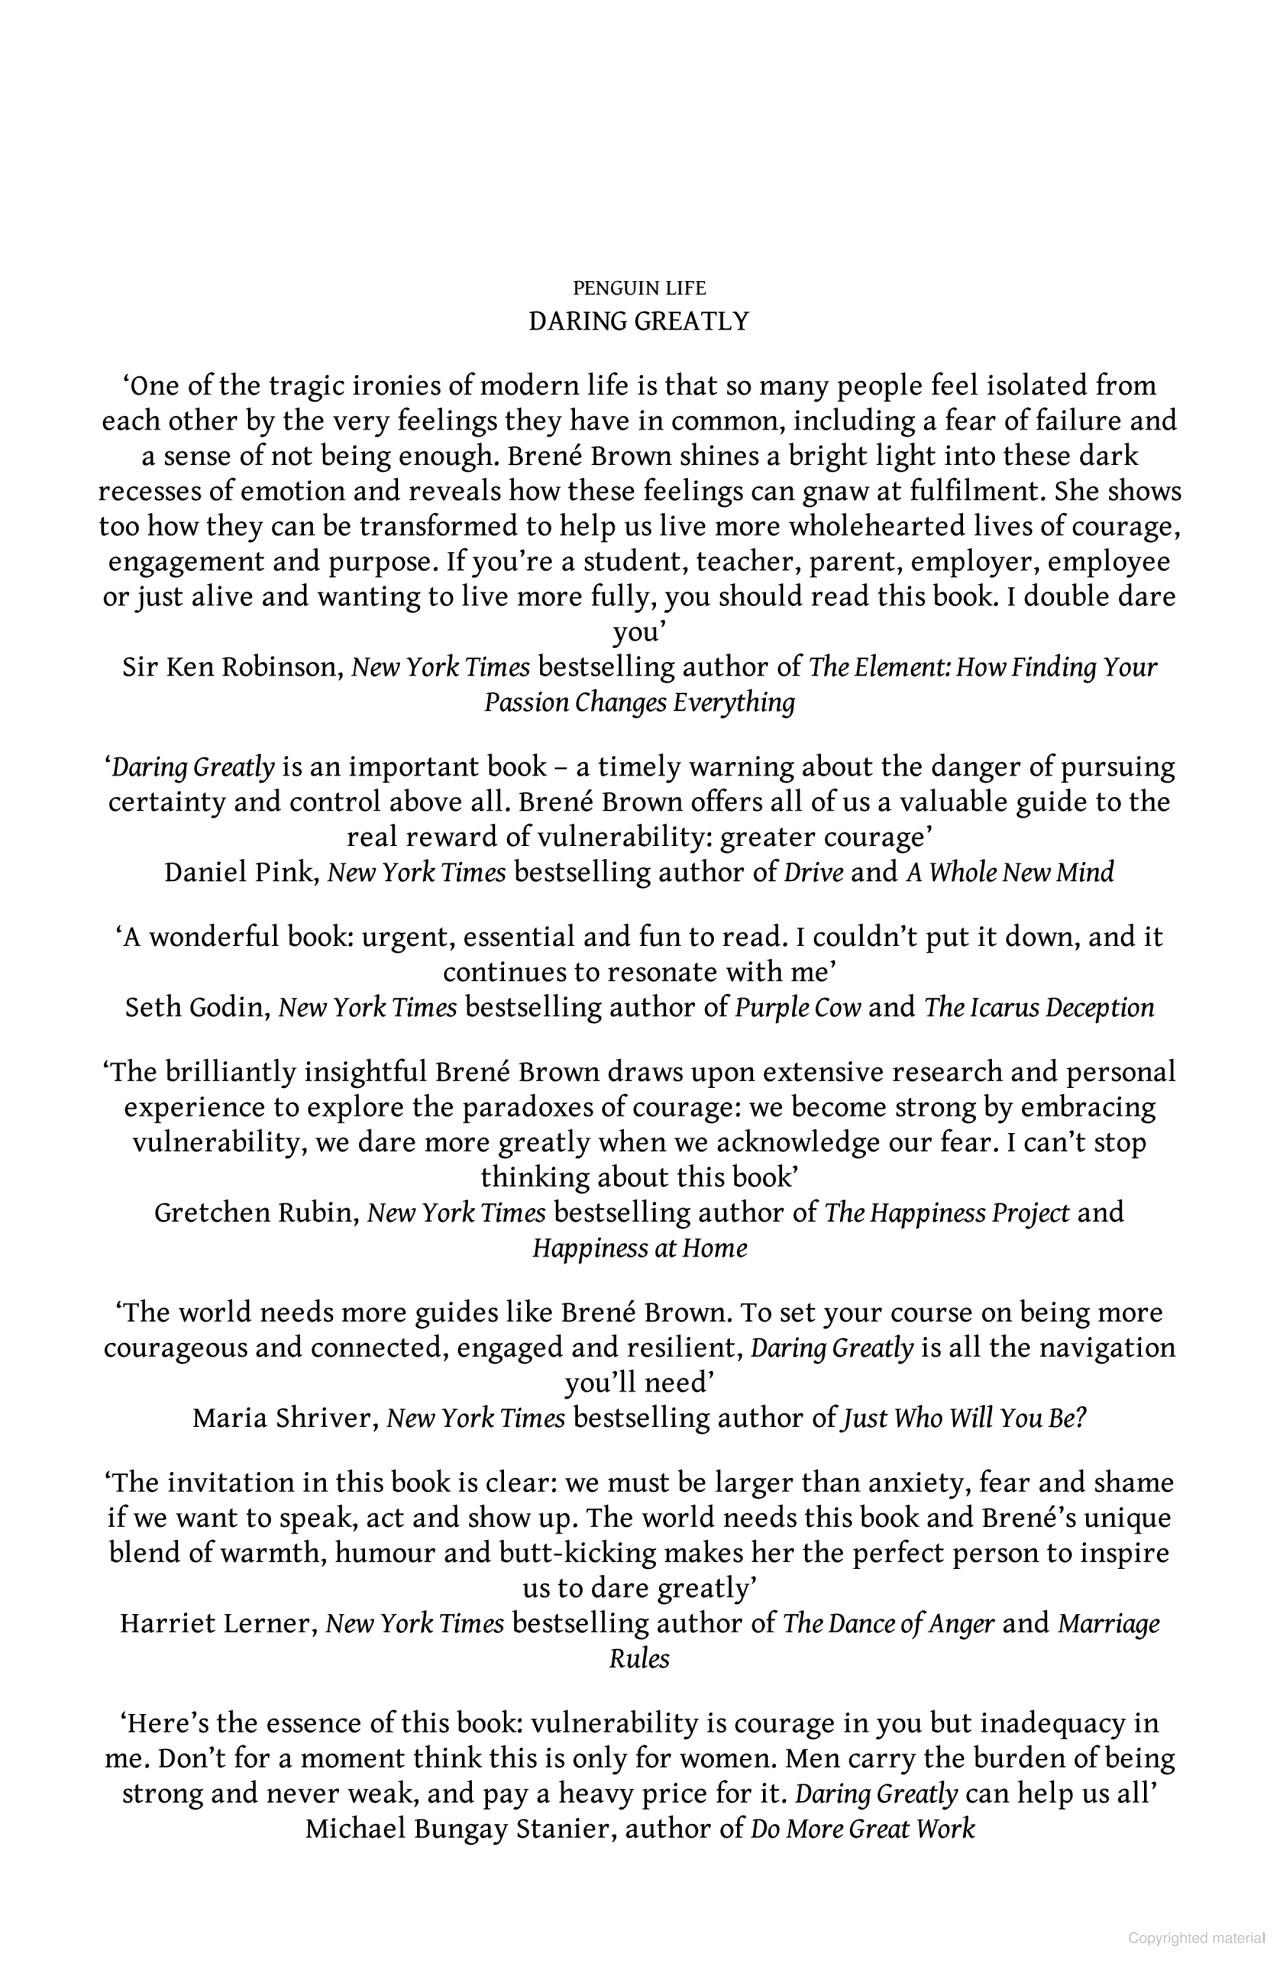 PENGUIN LIFE
DARING GREATLY
‘One of the tragic ironies of modern life is that so many people feel isolated from
each other by the very feelings they have in common, including a fear of failure and
a sense of not being enough. Brené Brown shines a bright light into these dark
recesses of emotion and reveals how these feelings can gnaw at fulfilment. She shows
too how they can be transformed to help us live more wholehearted lives of courage,
engagement and purpose. If you’re a student, teacher, parent, employer, employee
or just alive and wanting to live more fully, you should read this book. I double dare
you’
Sir Ken Robinson, New York Times bestselling author of The Element: How Finding Your
Passion Changes Everything
‘Daring Greatly is an important book – a timely warning about the danger of pursuing
certainty and control above all. Brené Brown offers all of us a valuable guide to the
real reward of vulnerability: greater courage’
Daniel Pink, New York Times bestselling author of Drive and A Whole New Mind
‘A wonderful book: urgent, essential and fun to read. I couldn’t put it down, and it
continues to resonate with me’
Seth Godin, New York Times bestselling author of Purple Cow and The Icarus Deception
‘The brilliantly insightful Brené Brown draws upon extensive research and personal
experience to explore the paradoxes of courage: we become strong by embracing
vulnerability, we dare more greatly when we acknowledge our fear. I can’t stop
thinking about this book’
Gretchen Rubin, New York Times bestselling author of The Happiness Project and
Happiness at Home
‘The world needs more guides like Brené Brown. To set your course on being more
courageous and connected, engaged and resilient, Daring Greatly is all the navigation
you’ll need’
Maria Shriver, New York Times bestselling author of Just Who Will You Be?
‘The invitation in this book is clear: we must be larger than anxiety, fear and shame
if we want to speak, act and show up. The world needs this book and Brené’s unique
blend of warmth, humour and butt-kicking makes her the perfect person to inspire
us to dare greatly’
Harriet Lerner, New York Times bestselling author of The Dance of Anger and Marriage
Rules
‘Here’s the essence of this book: vulnerability is courage in you but inadequacy in
me. Don’t for a moment think this is only for women. Men carry the burden of being
strong and never weak, and pay a heavy price for it. Daring Greatly can help us all’
Michael Bungay Stanier, author of Do More Great Work
Copyrighted material